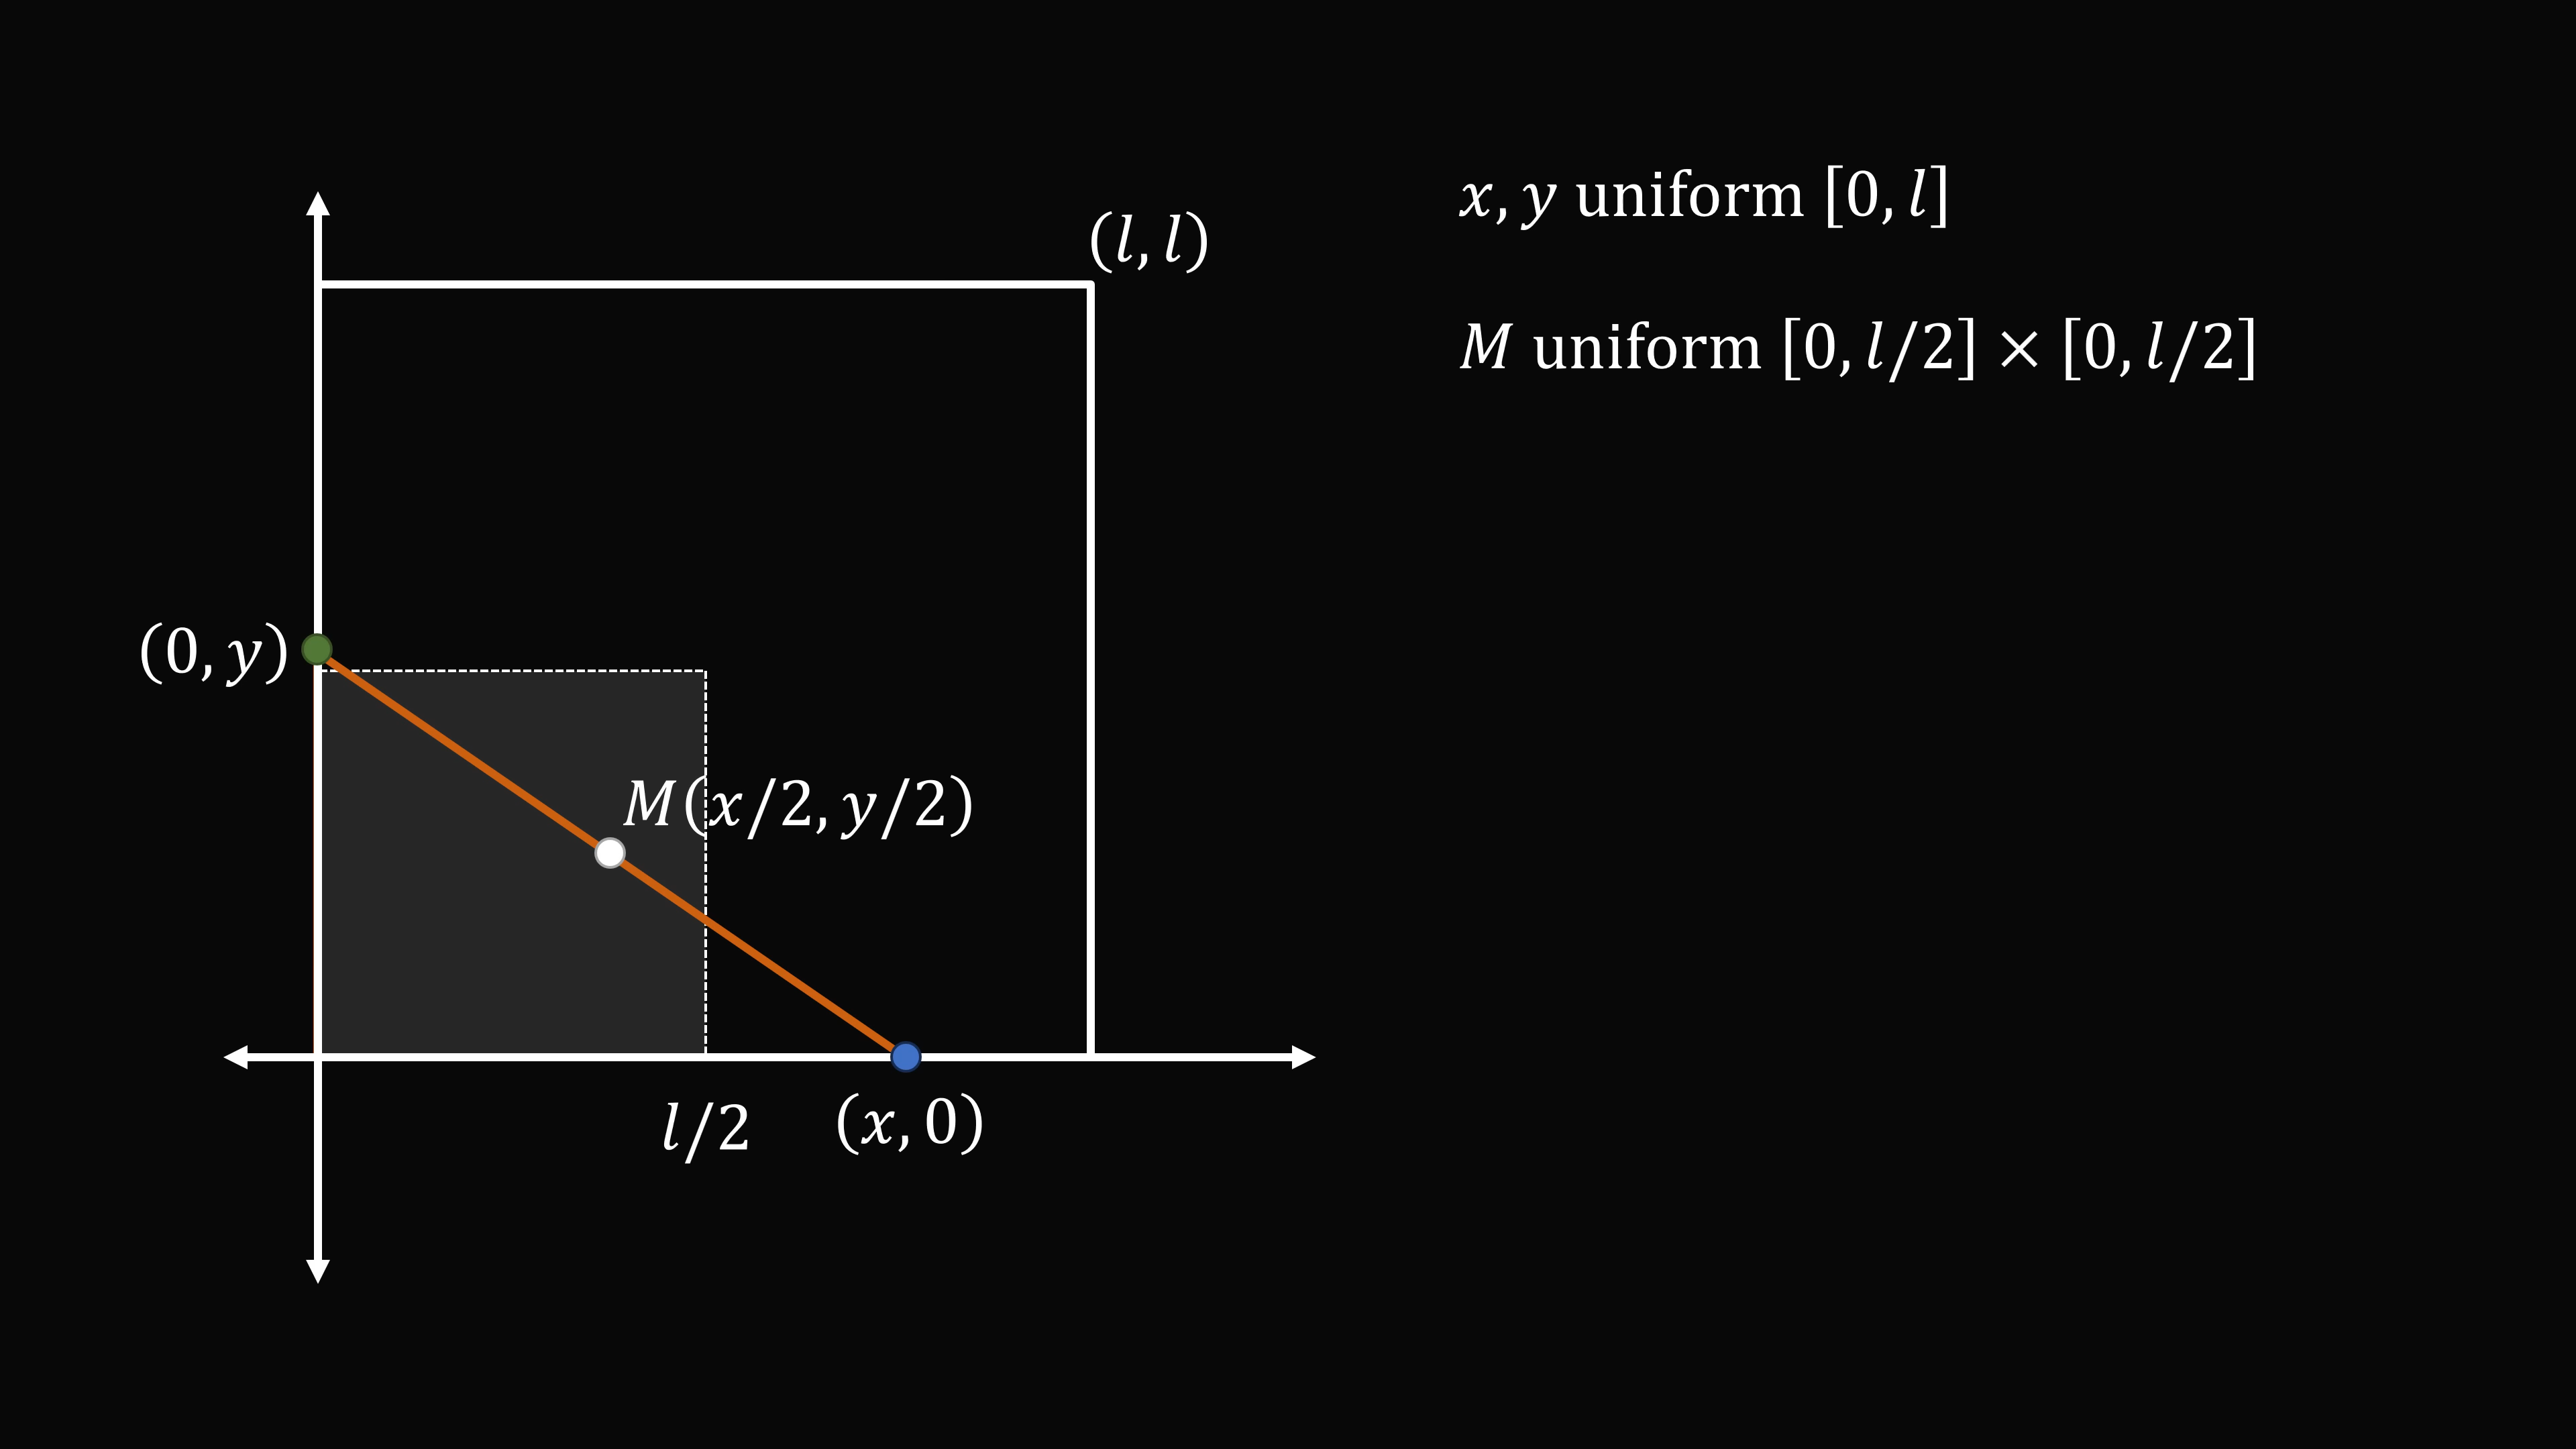 x, y uniform [0, l]
(l, l)
M uniform [0, l/2] × [0, l/2]
(0, y)
M(x/2, y/2)
l/2
(x, 0)